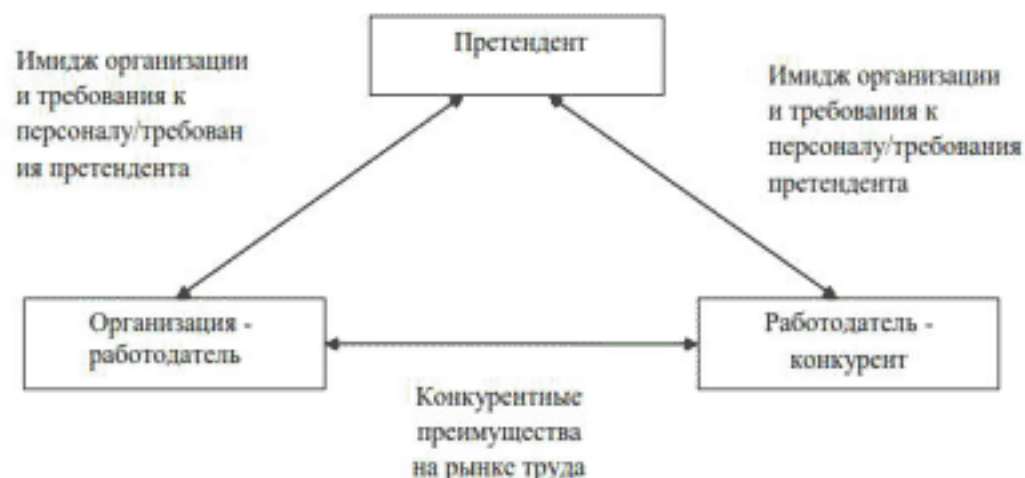 Претендент
Имидж организации
и требования к
персоналу/требован
ия претендента
Имидж организации
и требования к
персоналу/требования
претендента
Организация -
работодатель
Работодатель -
конкурент
Конкурентные
преимущества
на рынке труда